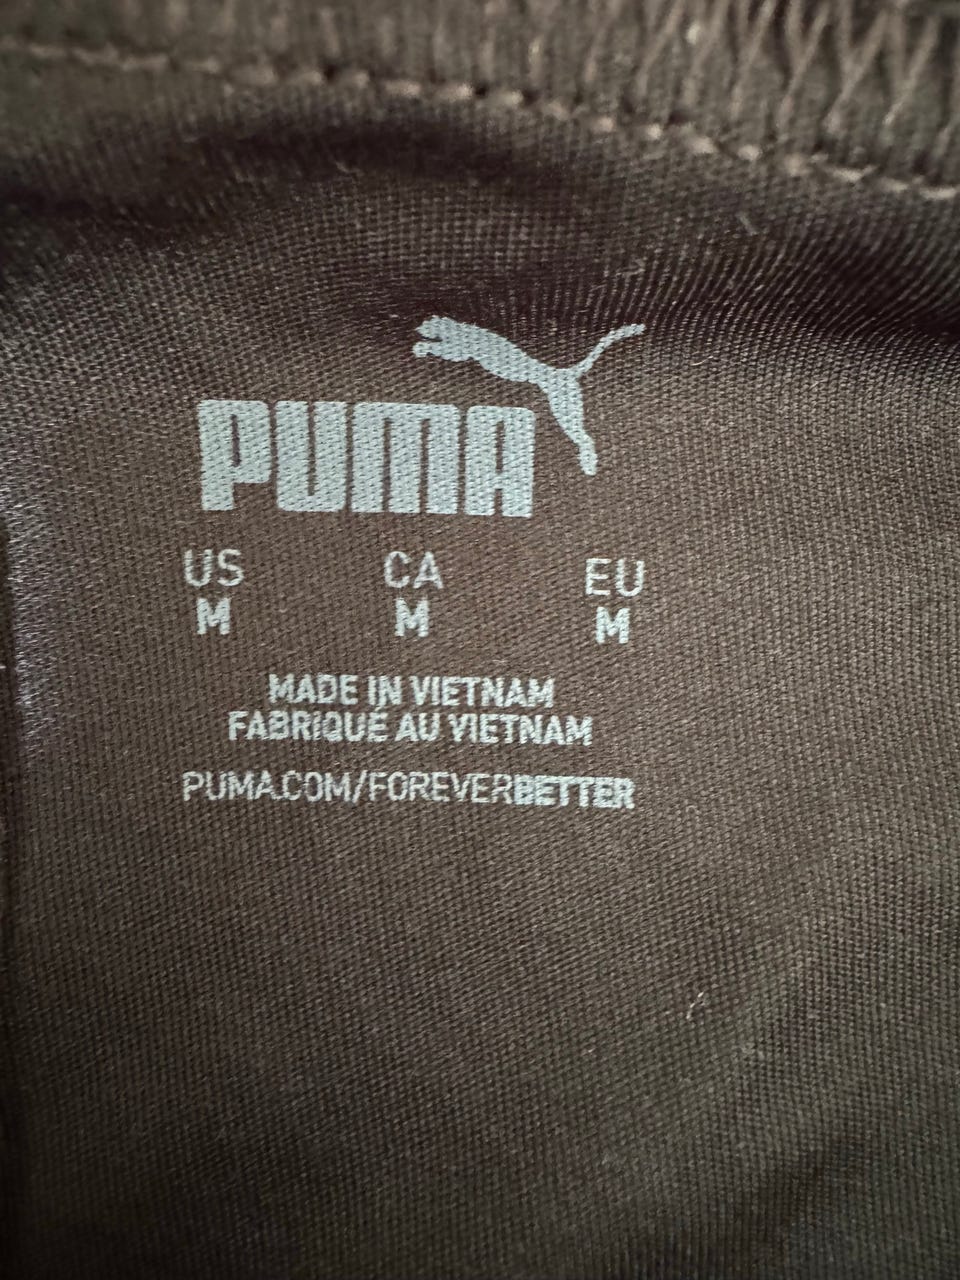 PUMA
US CA EU
M M M
MADE IN VIETNAM
FABRIQUÉ AU VIETNAM
PUMA.COM/FOREVERBETTER